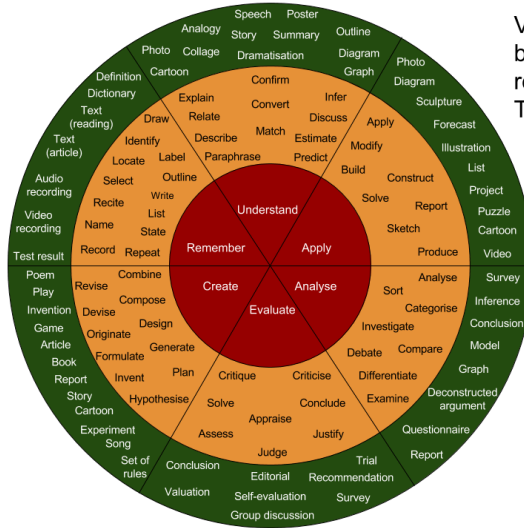 Speech
Poster
Analogy
Story
Summary
Outline
Photo
Collage
Dramatisation
Diagram
Cartoon
Graph
Definition
Dictionary
Text
(reading)
Text
(article)
Audio
recording
Video
recording
Test result
Photo
Diagram
Sculpture
Forecast
Illustration
List
Project
Puzzle
Cartoon
Video
Confirm
Explain
Infer
Relate
Convert
Discuss
Describe
Match
Estimate
Paraphrase
Predict
Draw
Identify
Label
Locate
Outline
Select
Write
Recite
List
Name
State
Record
Repeat
Apply
Modify
Build
Construct
Solve
Report
Sketch
Produce
Understand
Remember
Apply
Create
Analyse
Evaluate
Combine
Revise
Compose
Devise
Design
Originate
Generate
Formulate
Plan
Invent
Hypothesise
Analyse
Sort
Categorise
Investigate
Compare
Debate
Differentiate
Examine
Critique
Criticise
Solve
Conclude
Appraise
Assess
Justify
Judge
Poem
Play
Invention
Game
Article
Book
Report
Story
Cartoon
Experiment
Song
Set of
rules
Survey
Inference
Conclusion
Model
Graph
Deconstructed
argument
Questionnaire
Report
Conclusion
Trial
Editorial
Recommendation
Valuation
Self-evaluation
Survey
Group discussion